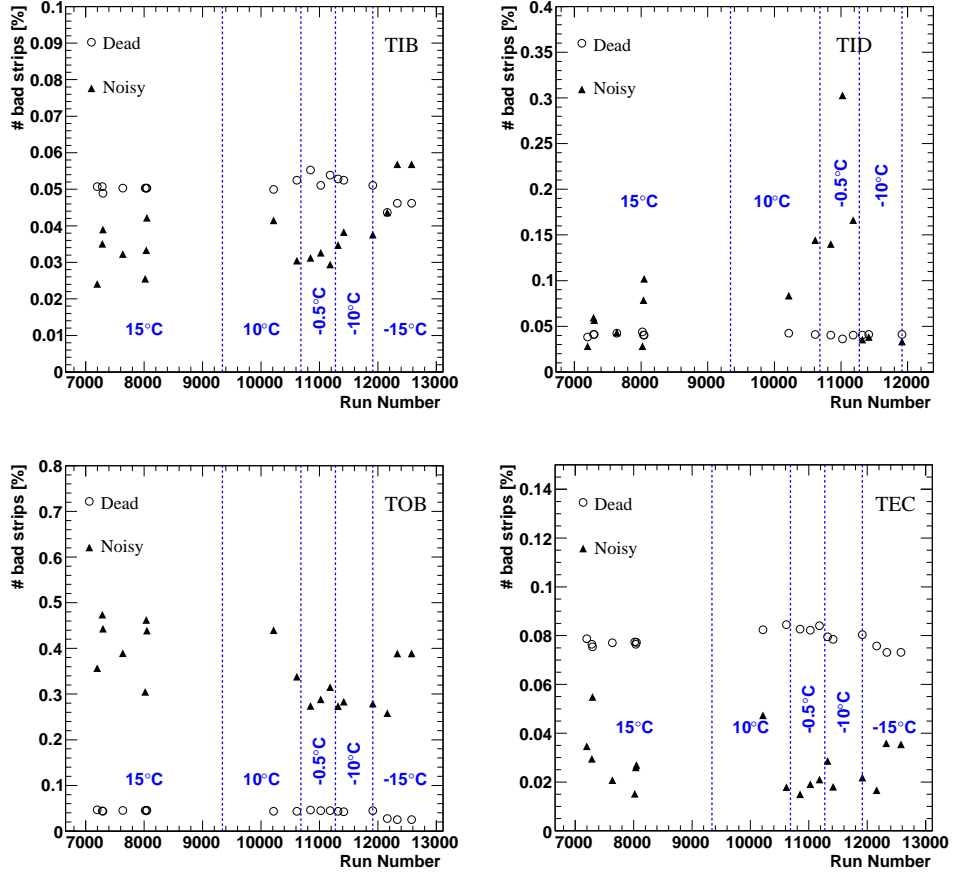 # bad strips [%]
0.1
0.09
0.08
0.07
0.06
0.05
0.04
0.03
0.02
0.01
0
Dead
Noisy
TIB
15°C
10°C
-0.5°C
-10°C
-15°C
7000 8000 9000 10000 11000 12000 13000
Run Number
# bad strips [%]
0.4
0.35
0.3
0.25
0.2
0.15
0.1
0.05
0
Dead
Noisy
TID
15°C
10°C
-0.5°C
-10°C
7000 8000 9000 10000 11000 12000
Run Number
# bad strips [%]
0.8
0.7
0.6
0.5
0.4
0.3
0.2
0.1
0
Dead
Noisy
TOB
15°C
10°C
-0.5°C
-10°C
-15°C
7000 8000 9000 10000 11000 12000 13000
Run Number
# bad strips [%]
0.14
0.12
0.1
0.08
0.06
0.04
0.02
0
Dead
Noisy
TEC
15°C
10°C
-0.5°C
-10°C
-15°C
7000 8000 9000 10000 11000 12000 13000
Run Number